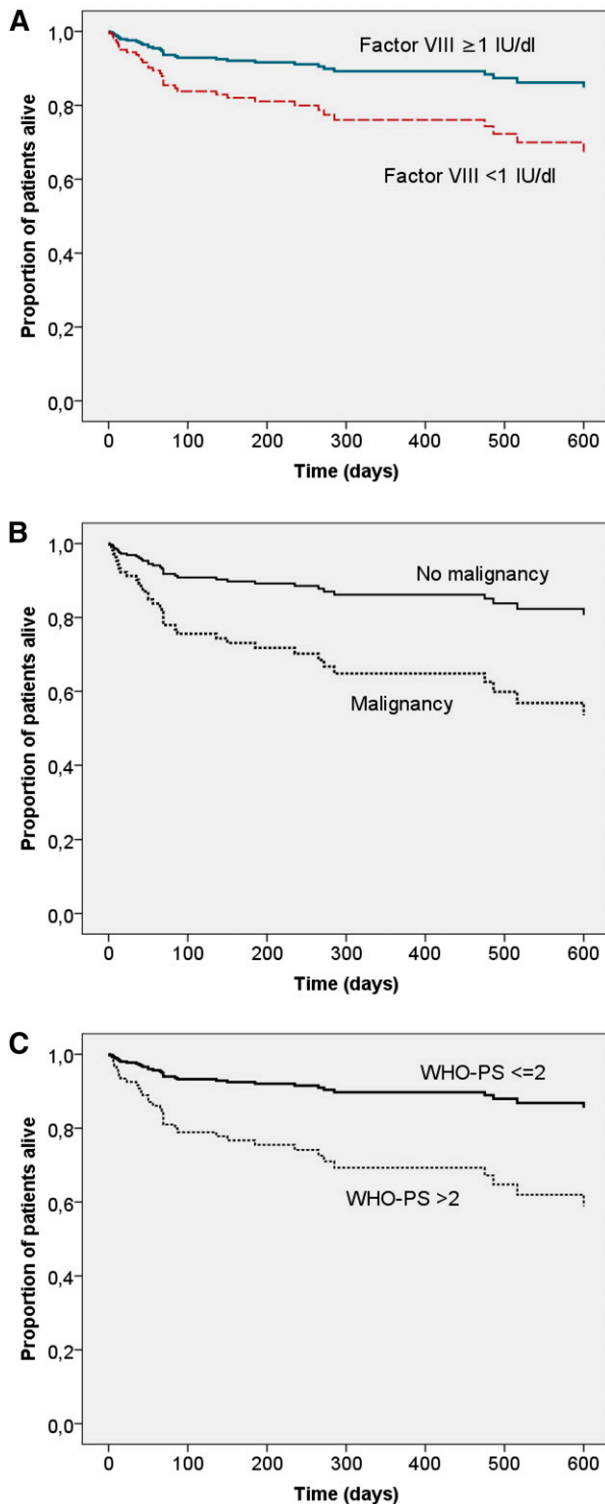 A
Proportion of patients alive
1,0
0,8
0,6
0,4
0,2
0,0
Factor VIII ≥1 IU/dl
Factor VIII <1 IU/dl
0 100 200 300 400 500 600
Time (days)
B
Proportion of patients alive
1,0
0,8
0,6
0,4
0,2
0,0
No malignancy
Malignancy
0 100 200 300 400 500 600
Time (days)
C
Proportion of patients alive
1,0
0,8
0,6
0,4
0,2
0,0
WHO-PS <=2
WHO-PS >2
0 100 200 300 400 500 600
Time (days)